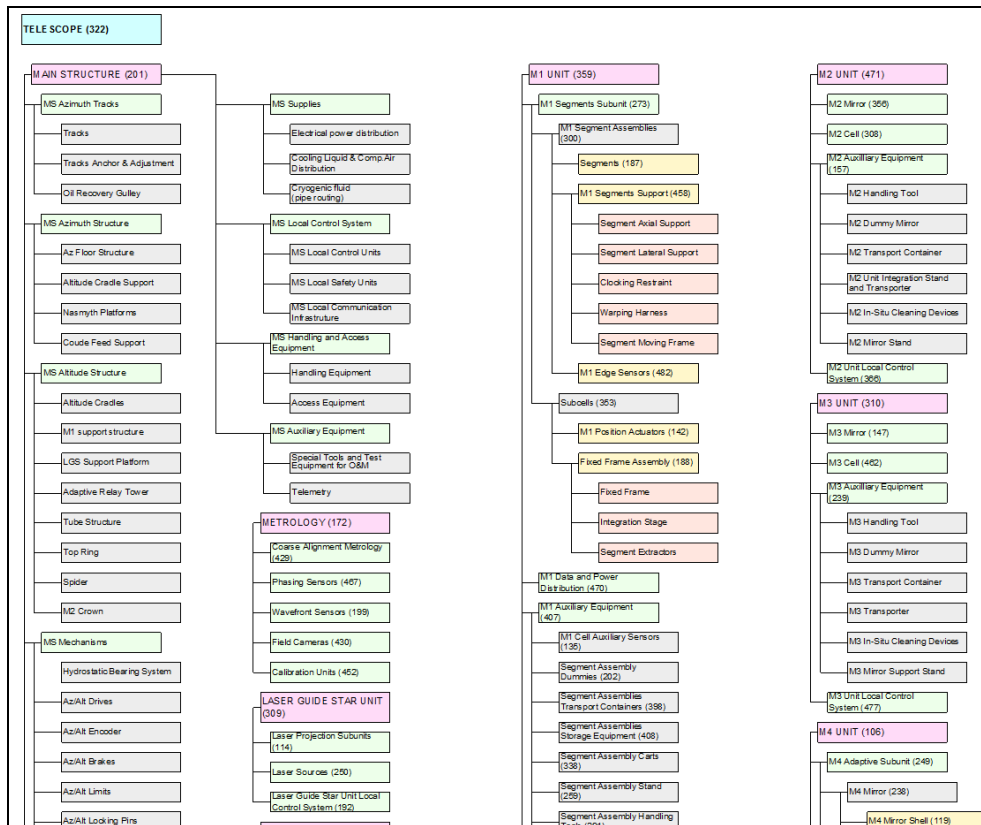 TELESCOPE (322)
MAIN STRUCTURE (201)
MS Azimuth Tracks
Tracks
Tracks Anchor & Adjustment
Oil Recovery Gulley
MS Azimuth Structure
Az Floor Structure
Altitude Cradle Support
Nasmyth Platforms
Coude Feed Support
MS Altitude Structure
Altitude Cradles
M1 support structure
LGS Support Platform
Adaptive Relay Tower
Tube Structure
Top Ring
Spider
M2 Crown
MS Mechanisms
Hydrostatic Bearing System
Az/Alt Drives
Az/Alt Encoder
Az/Alt Brakes
Az/Alt Limits
Az/Alt Locking Pins
MS Supplies
Electrical power distribution
Cooling Liquid & Comp.Air
Distribution
Cryogenic fluid
(pipe routing)
MS Local Control System
MS Local Control Units
MS Local Safety Units
MS Local Communication
Infrastruture
MS Handling and Access
Equipment
Handling Equipment
Access Equipment
MS Auxiliary Equipment
Special Tools and Test
Equipment for O&M
Telemetry
METROLOGY (172)
Coarse Alignment Metrology
(429)
Phasing Sensors (467)
Wavefront Sensors (199)
Field Cameras (430)
Calibration Units (452)
LASER GUIDE STAR UNIT
(309)
Laser Projection Subunits
(114)
Laser Sources (250)
Laser Guide Star Unit Local
Control System (192)
M1 UNIT (359)
M1 Segments Subunit (273)
M1 Segment Assemblies
(300)
Segments (187)
M1 Segments Support (458)
Segment Axial Support
Segment Lateral Support
Clocking Restraint
Warping Harness
Segment Moving Frame
M1 Edge Sensors (482)
Subcells (353)
M1 Position Actuators (142)
Fixed Frame Assembly (188)
Fixed Frame
Integration Stage
Segment Extractors
M1 Data and Power
Distribution (470)
M1 Auxiliary Equipment
(407)
M1 Cell Auxiliary Sensors
(135)
Segment Assembly
Dummies (202)
Segment Assemblies
Transport Containers (398)
Segment Assemblies
Storage Equipment (408)
Segment Assembly Carts
(338)
Segment Assembly Stand
(259)
Segment Assembly Handling
M2 UNIT (471)
M2 Mirror (356)
M2 Cell (308)
M2 Auxilliary Equipment
(157)
M2 Handling Tool
M2 Dummy Mirror
M2 Transport Container
M2 Unit Integration Stand
and Transporter
M2 In-Situ Cleaning Devices
M2 Mirror Stand
M2 Unit Local Control
System (366)
M3 UNIT (310)
M3 Mirror (147)
M3 Cell (462)
M3 Auxilliary Equipment
(239)
M3 Handling Tool
M3 Dummy Mirror
M3 Transport Container
M3 Transporter
M3 In-Situ Cleaning Devices
M3 Mirror Support Stand
M3 Unit Local Control
System (477)
M4 UNIT (106)
M4 Adaptive Subunit (249)
M4 Mirror (238)
M4 Mirror Shell (119)